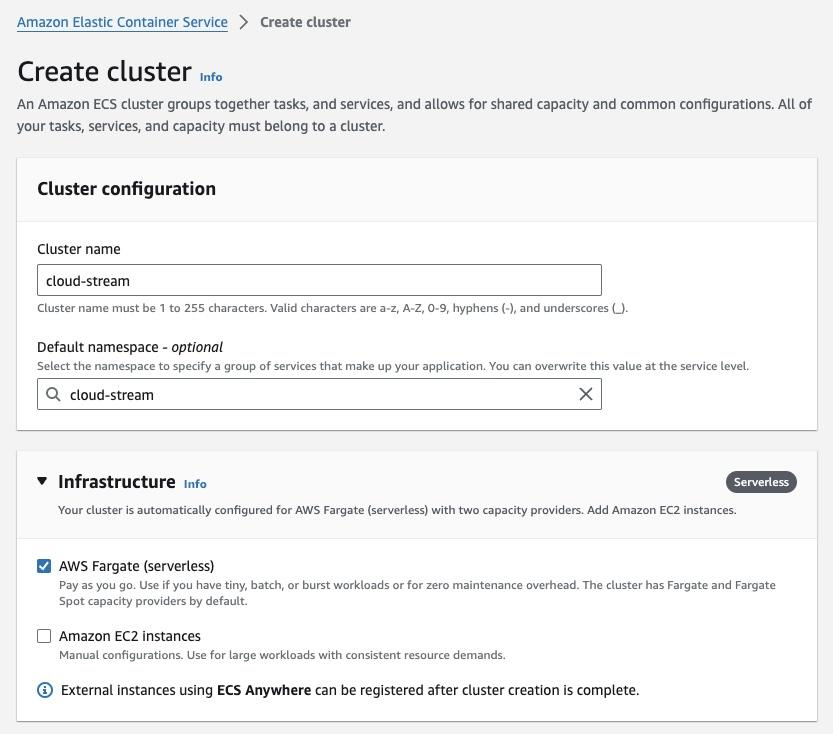 Amazon Elastic Container Service > Create cluster
Create cluster Info
An Amazon ECS cluster groups together tasks, and services, and allows for shared capacity and common configurations. All of
your tasks, services, and capacity must belong to a cluster.
Cluster configuration
Cluster name
cloud-stream
Cluster name must be 1 to 255 characters. Valid characters are a-z, A-Z, 0-9, hyphens (-), and underscores (_).
Default namespace - optional
Select the namespace to specify a group of services that make up your application. You can overwrite this value at the service level.
cloud-stream
Infrastructure Info Serverless
Your cluster is automatically configured for AWS Fargate (serverless) with two capacity providers. Add Amazon EC2 instances.
AWS Fargate (serverless)
Pay as you go. Use if you have tiny, batch, or burst workloads or for zero maintenance overhead. The cluster has Fargate and Fargate
Spot capacity providers by default.
Amazon EC2 instances
Manual configurations. Use for large workloads with consistent resource demands.
External instances using ECS Anywhere can be registered after cluster creation is complete.